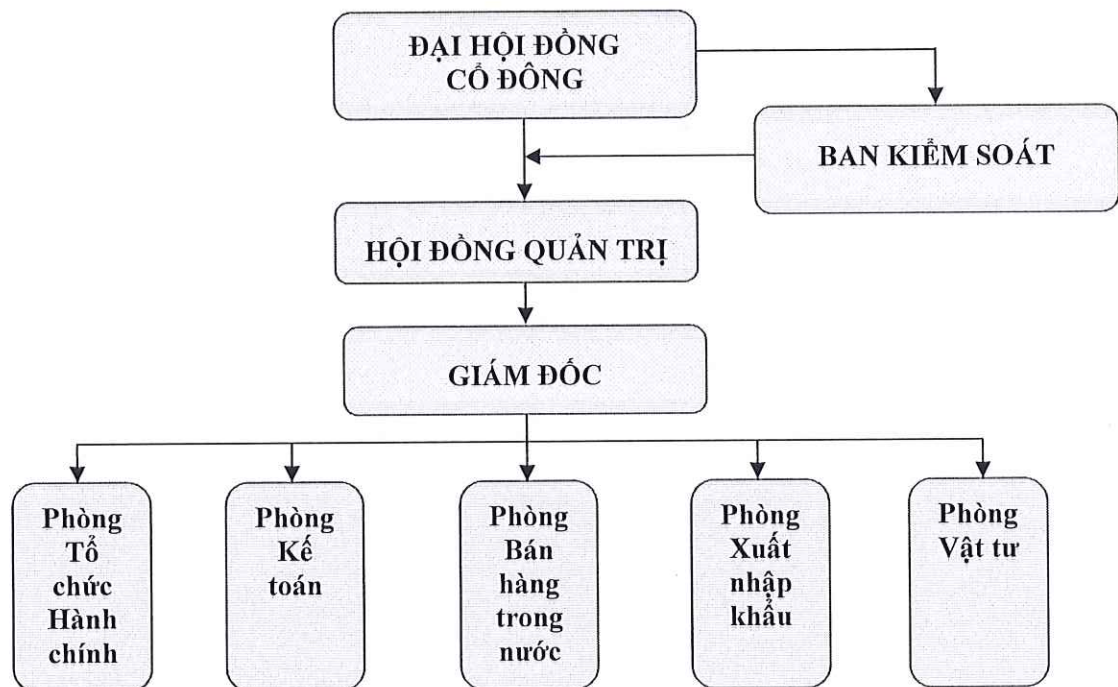 ĐẠI HỘI ĐỒNG
CỔ ĐÔNG
BAN KIỂM SOÁT
HỘI ĐỒNG QUẢN TRỊ
GIÁM ĐỐC
Phòng
Tổ
chức
Hành
chính
Phòng
Kế
toán
Phòng
Bán
hàng
trong
nước
Phòng
Xuất
nhập
khẩu
Phòng
Vật tư